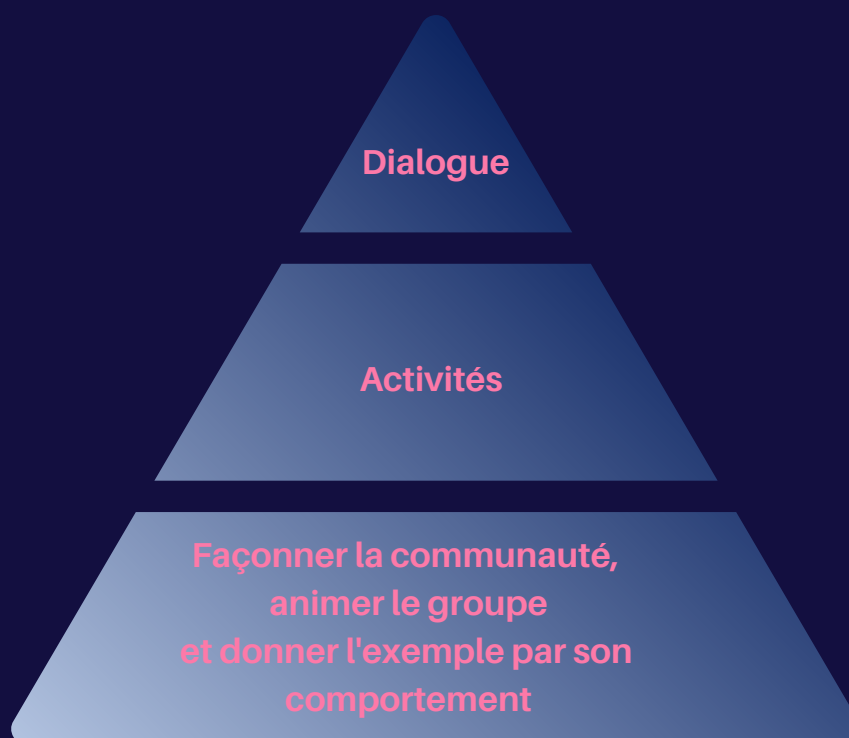 Dialogue
Activités
Façonner la communauté,
animer le groupe
et donner l'exemple par son
comportement